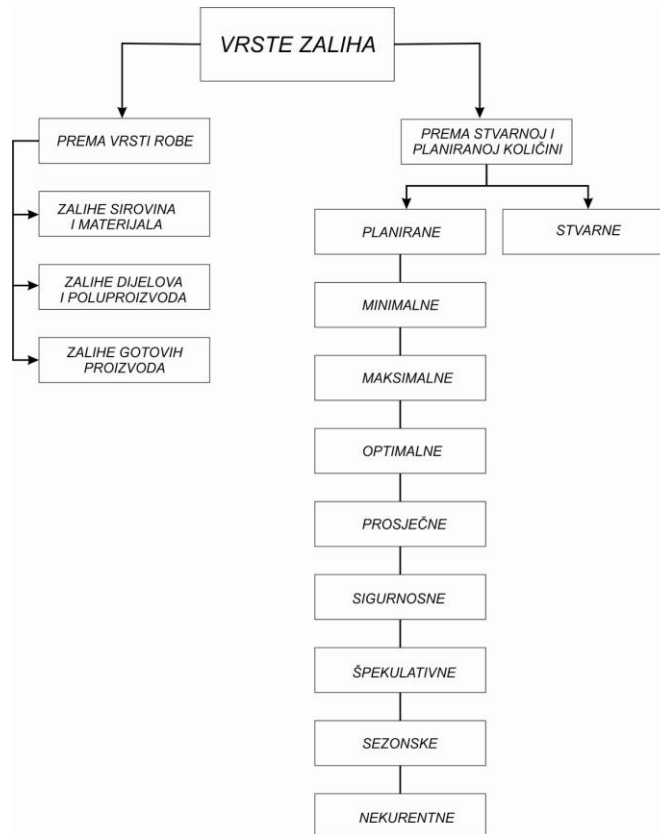 VRSTE ZALIHA
PREMA VRSTI ROBE
ZALIHE SIROVINA
I MATERIJALA
ZALIHE DIJELOVA
I POLUPROIZVODA
ZALIHE GOTOVIH
PROIZVODA
PREMA STVARNOJ I
PLANIRANOJ KOLIČINI
PLANIRANE
STVARNE
MINIMALNE
MAKSIMALNE
OPTIMALNE
PROSJEČNE
SIGURNOSNE
ŠPEKULATIVNE
SEZONSKE
NEKURENTNE